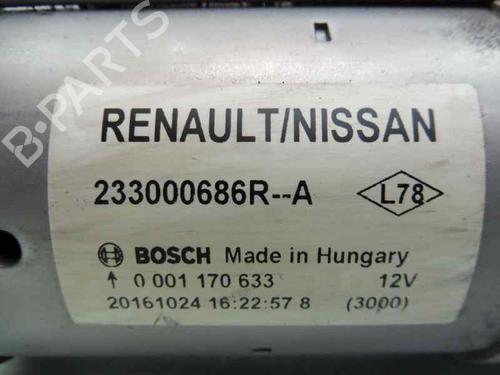 B-PARTS
RENAULT/NISSAN
233000686R--A
L78
BOSCH Made in Hungary
↑ 0 001 170 633 12V
20161024 16:22:57 8 (3000)